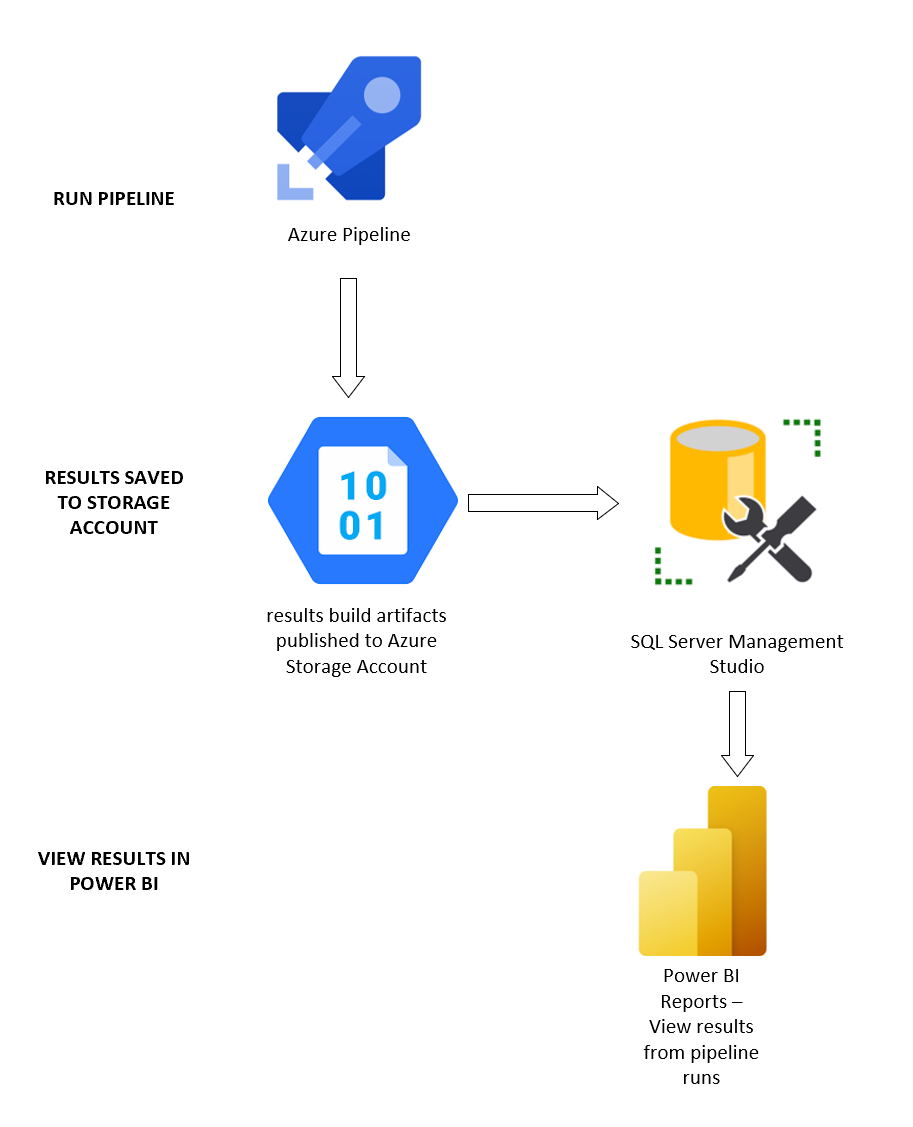 RUN PIPELINE
Azure Pipeline
RESULTS SAVED
TO STORAGE
ACCOUNT
10
01
results build artifacts
published to Azure
Storage Account
SQL Server Management
Studio
VIEW RESULTS IN
POWER BI
Power BI
Reports –
View results
from pipeline
runs